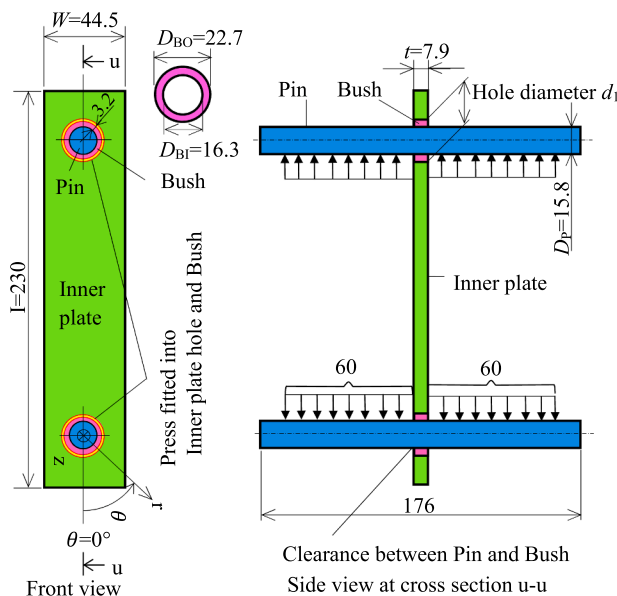 W=44.5
u
D_BO=22.7
3.2
D_BI=16.3
Pin
Bush
I=230
Inner
plate
Press fitted into
Inner plate hole and Bush
z
r
θ
θ=0°
u
Front view
t=7.9
Pin
Bush
Hole diameter d₁
D_P=15.8
Inner plate
60
60
176
Clearance between Pin and Bush
Side view at cross section u-u